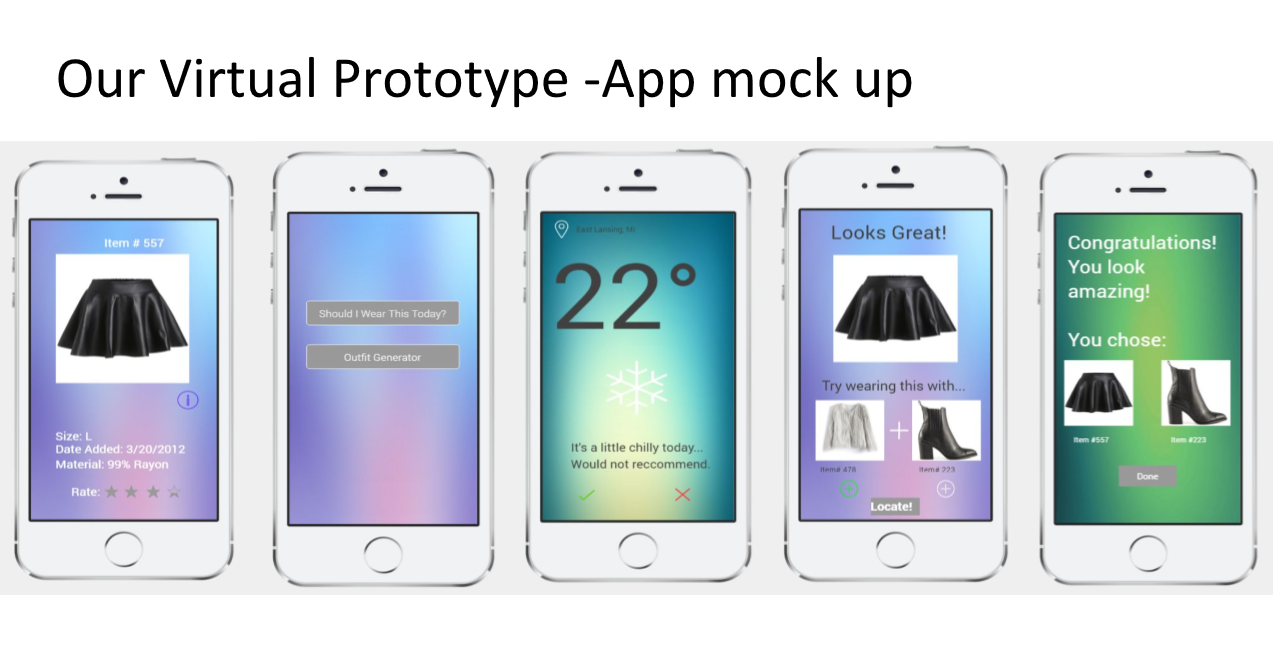 Our Virtual Prototype -App mock up
Item # 557
Size: L
Date Added: 3/20/2012
Material: 99% Rayon
Rate:
Should I Wear This Today?
Outfit Generator
East Lansing, MI
22°
It's a little chilly today...
Would not reccommend.
Looks Great!
Try wearing this with...
Item# 478
Item# 223
Locate!
Congratulations!
You look
amazing!
You chose:
Item #557
Item #223
Done